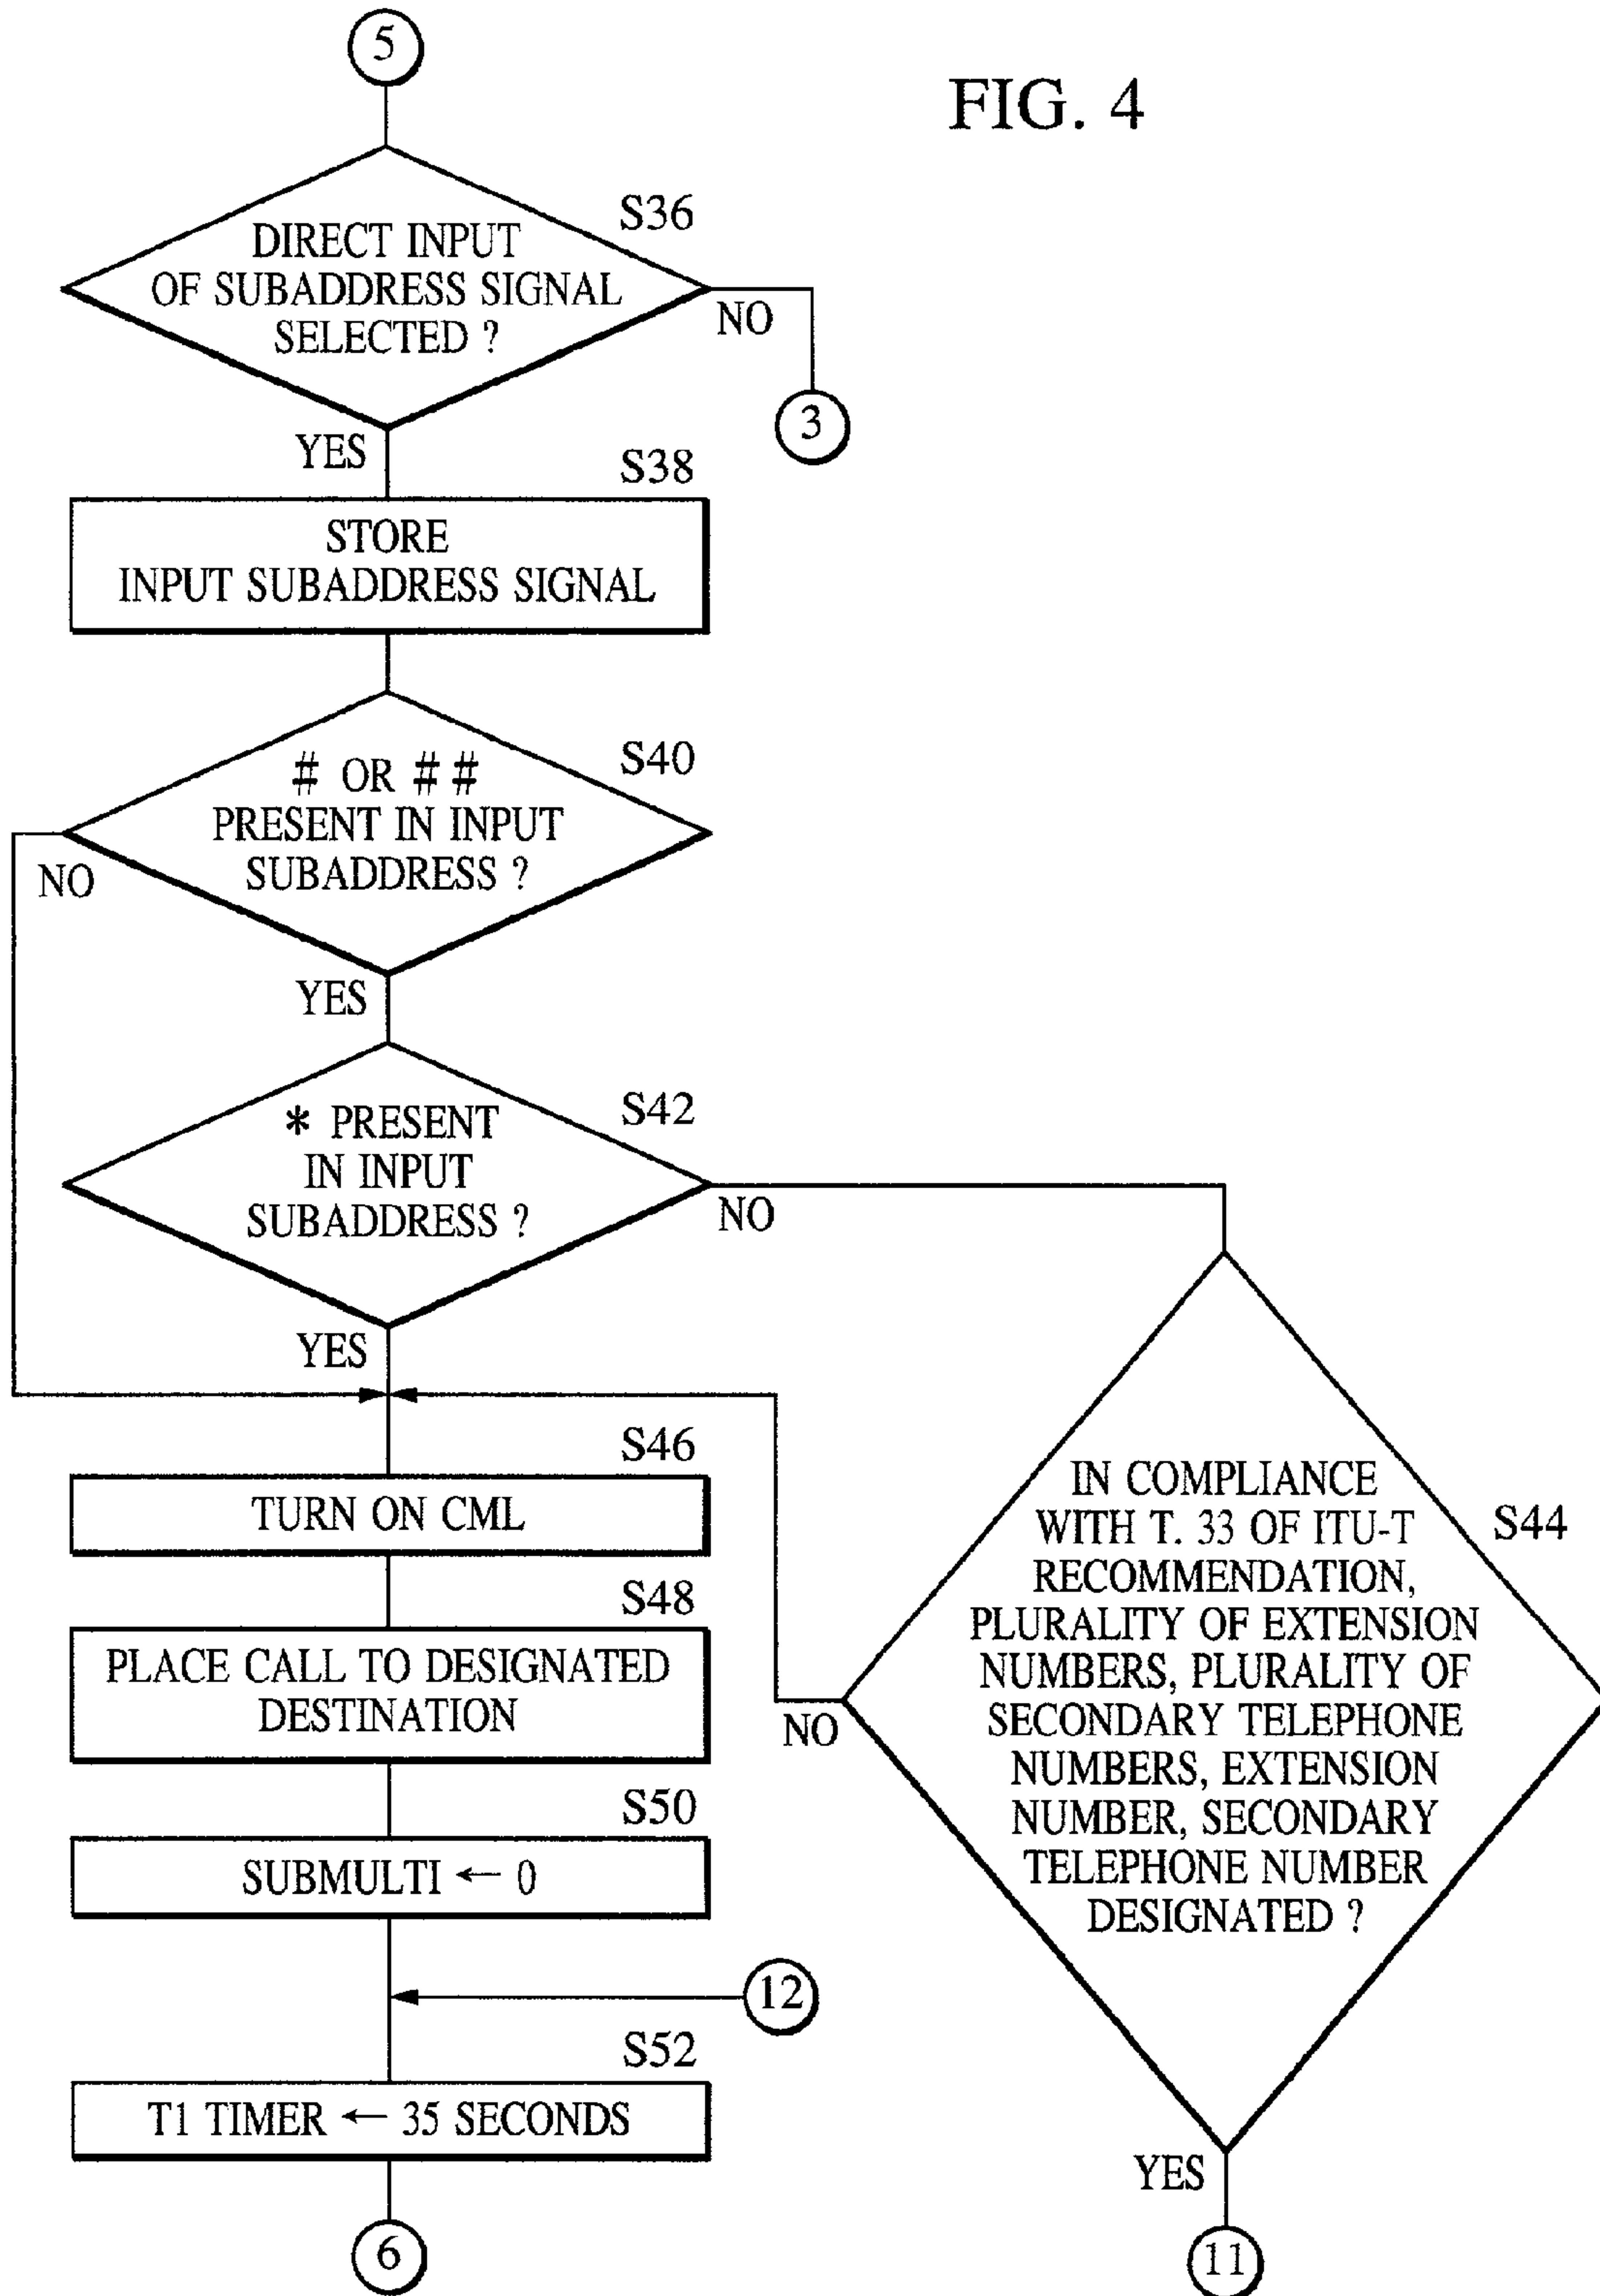 5
FIG. 4
S36
DIRECT INPUT
OF SUBADDRESS SIGNAL
SELECTED ?
NO
3
YES
S38
STORE
INPUT SUBADDRESS SIGNAL
S40
# OR # #
PRESENT IN INPUT
SUBADDRESS ?
NO
YES
S42
* PRESENT
IN INPUT
SUBADDRESS ?
NO
YES
S46
TURN ON CML
S48
PLACE CALL TO DESIGNATED
DESTINATION
S50
SUBMULTI ← 0
12
S52
T1 TIMER ← 35 SECONDS
6
S44
IN COMPLIANCE
WITH T. 33 OF ITU-T
RECOMMENDATION,
PLURALITY OF EXTENSION
NUMBERS, PLURALITY OF
SECONDARY TELEPHONE
NUMBERS, EXTENSION
NUMBER, SECONDARY
TELEPHONE NUMBER
DESIGNATED ?
NO
YES
11